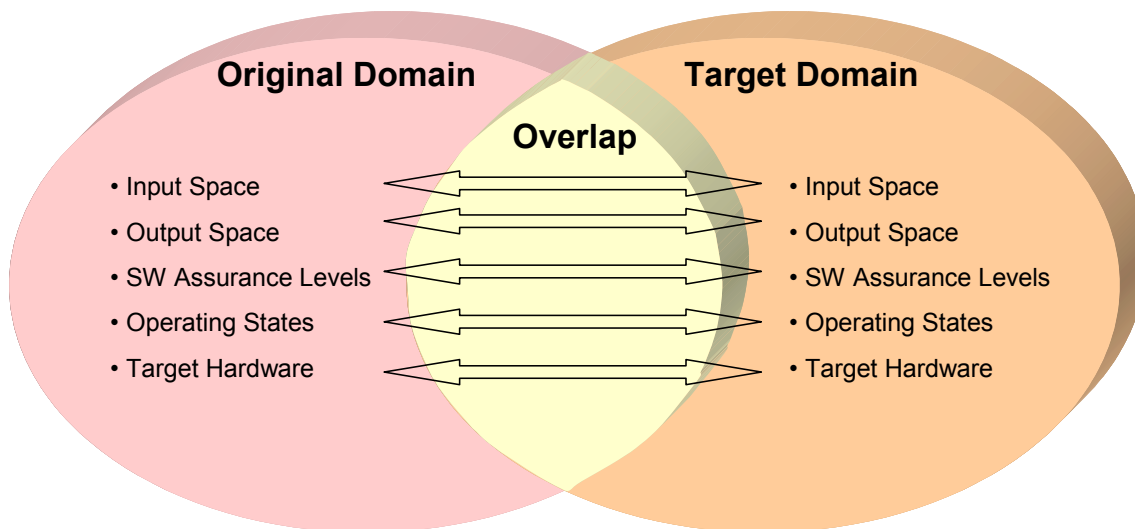 Original Domain
• Input Space
• Output Space
• SW Assurance Levels
• Operating States
• Target Hardware
Overlap
Target Domain
• Input Space
• Output Space
• SW Assurance Levels
• Operating States
• Target Hardware